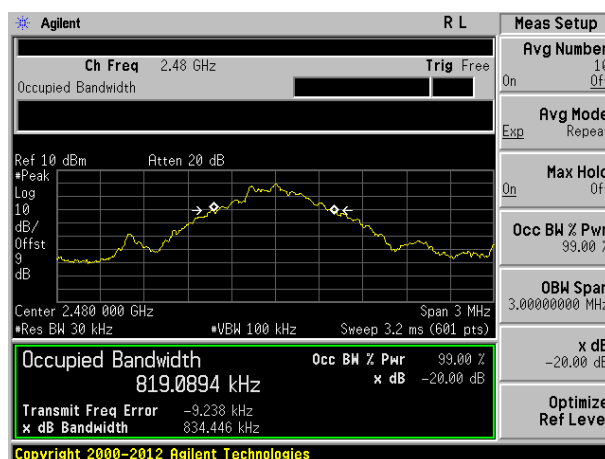 Agilent R L Meas Setup
Ch Freq 2.48 GHz Trig Free
Occupied Bandwidth
Avg Number
10
On Off
Avg Mode
Exp Repeat
Ref 10 dBm Atten 20 dB
#Peak
Log
10
dB/
Offst
9
dB
Max Hold
On Off
Occ BW % Pwr
99.00 %
Center 2.480 000 GHz Span 3 MHz
#Res BW 30 kHz #VBW 100 kHz Sweep 3.2 ms (601 pts)
OBW Span
3.00000000 MHz
Occupied Bandwidth Occ BW % Pwr 99.00 %
819.0894 kHz x dB -20.00 dB
Transmit Freq Error -9.238 kHz
x dB Bandwidth 834.446 kHz
x dB
-20.00 dB
Optimize
Ref Level
Copyright 2000-2012 Agilent Technologies